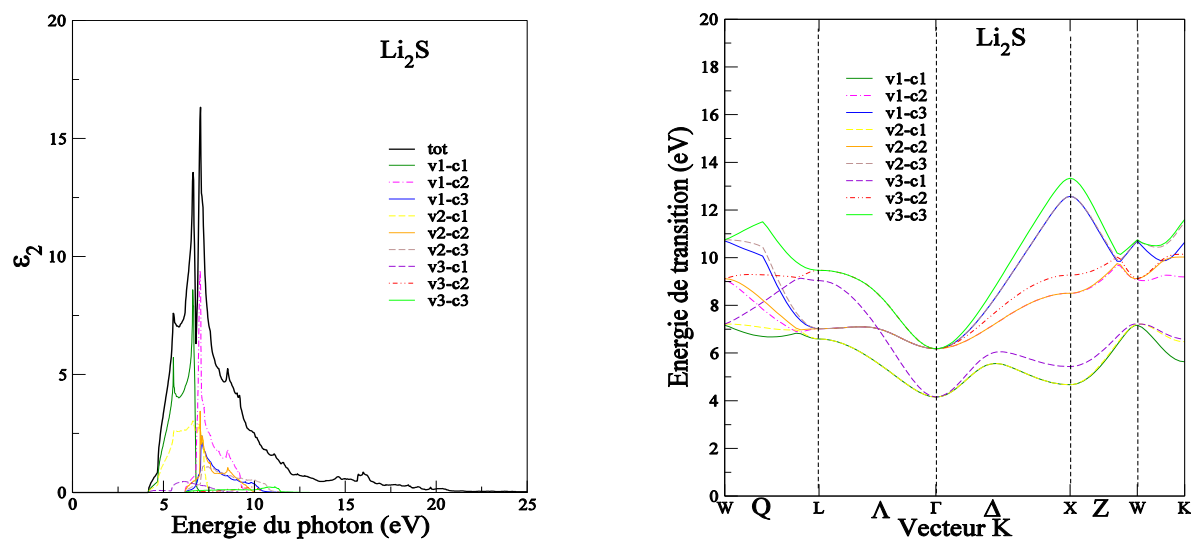 Li₂S
20
15
10
5
0
ε₂
tot
v1-c1
v1-c2
v1-c3
v2-c1
v2-c2
v2-c3
v3-c1
v3-c2
v3-c3
0 5 10 15 20 25
Energie du photon (eV)
Li₂S
20
18
16
14
12
10
8
6
4
2
0
Energie de transition (eV)
v1-c1
v1-c2
v1-c3
v2-c1
v2-c2
v2-c3
v3-c1
v3-c2
v3-c3
W Q L Λ Γ Δ X Z W K
Vecteur K